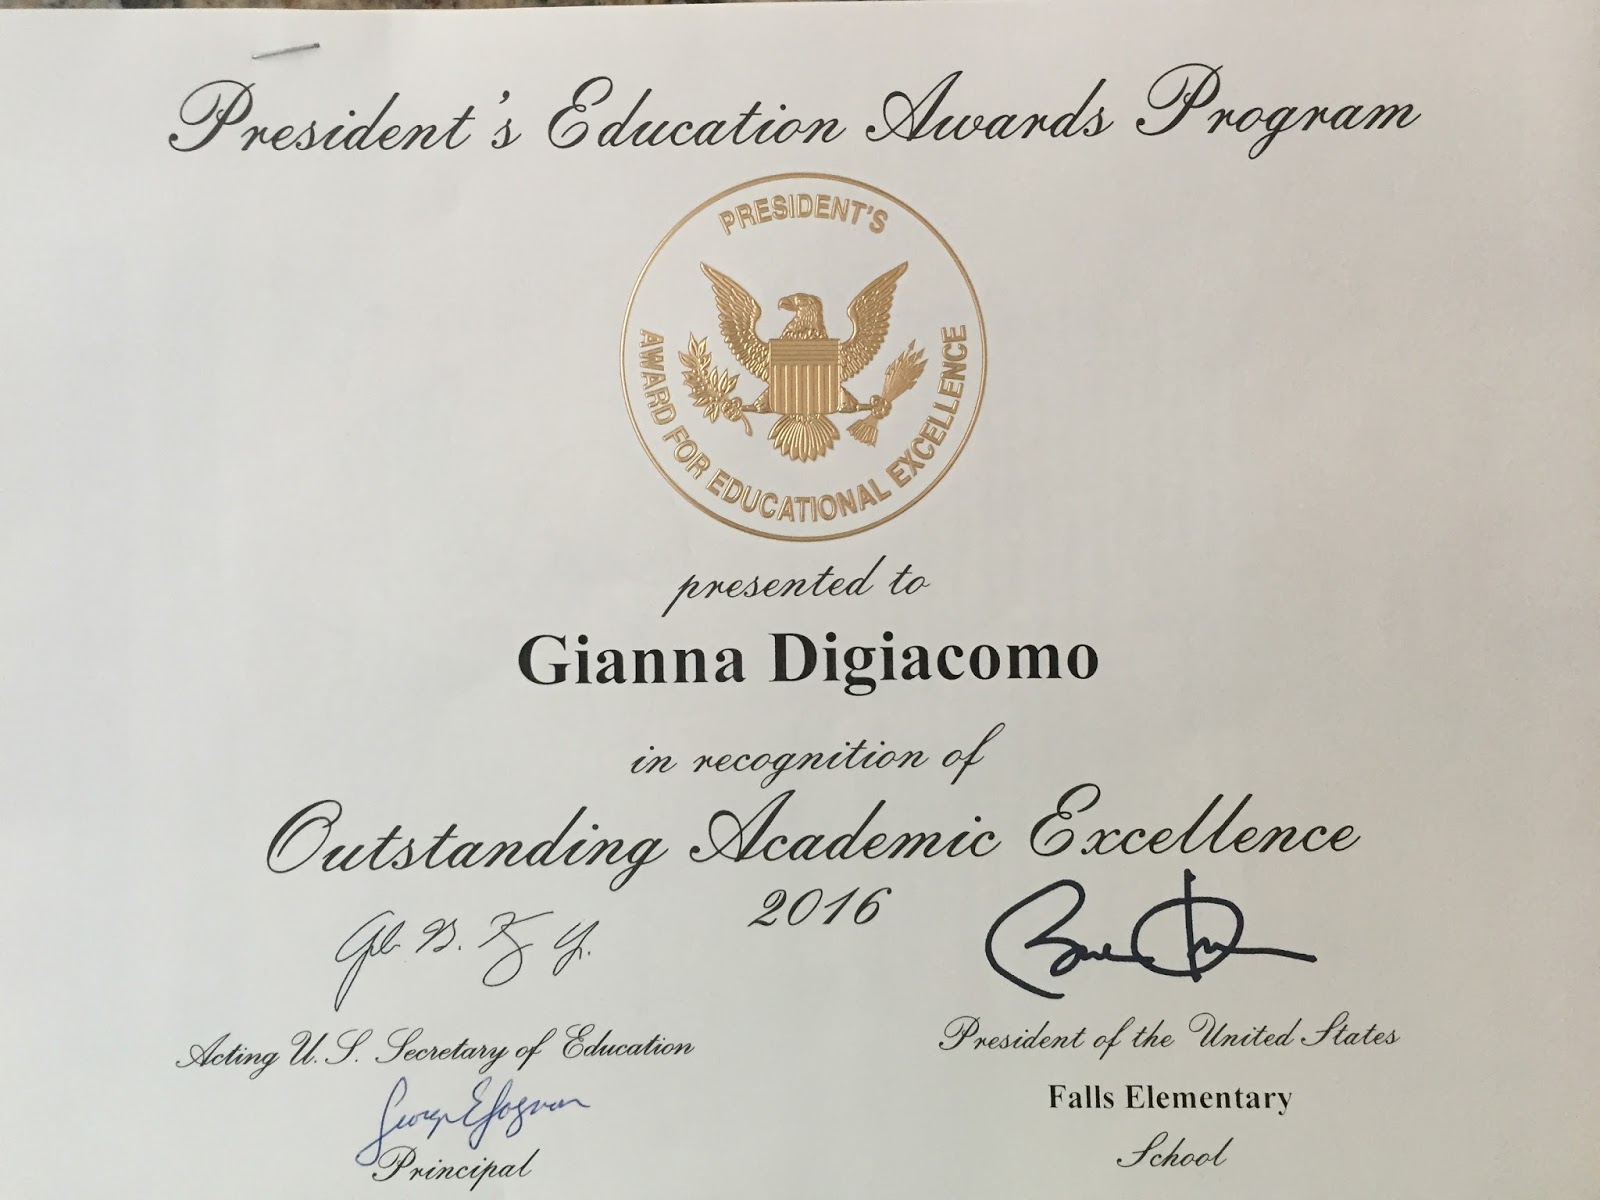 President's Education Awards Program
PRESIDENT'S
AWARD FOR EDUCATIONAL EXCELLENCE
presented to
Gianna Digiacomo
in recognition of
Outstanding Academic Excellence
2016
Acting U.S. Secretary of Education
President of the United States
Falls Elementary
Principal
School